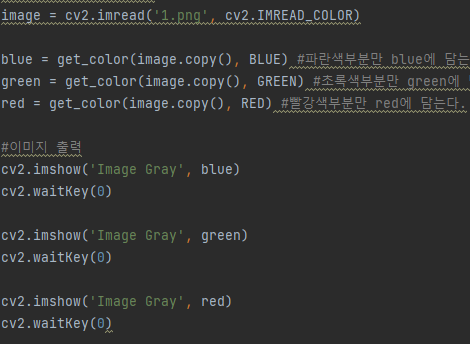 image = cv2.imread('1.png', cv2.IMREAD_COLOR)
blue = get_color(image.copy(), BLUE) #파란색부분만 blue에 담는
green = get_color(image.copy(), GREEN) #초록색부분만 green에
red = get_color(image.copy(), RED) #빨강색부분만 red에 담는다.
#이미지 출력
cv2.imshow('Image Gray', blue)
cv2.waitKey(0)
cv2.imshow('Image Gray', green)
cv2.waitKey(0)
cv2.imshow('Image Gray', red)
cv2.waitKey(0)